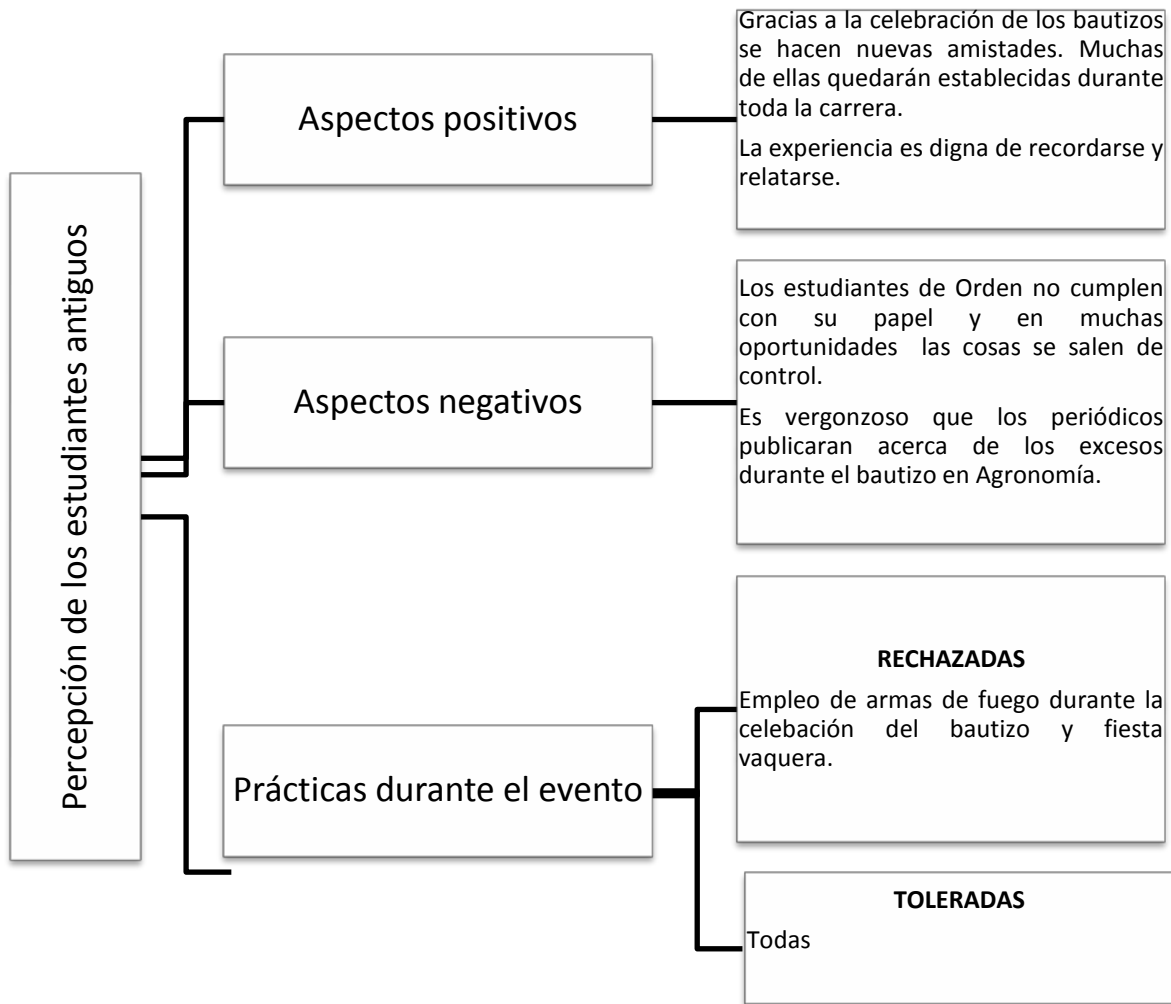 Percepción de los estudiantes antiguos
Aspectos positivos
Gracias a la celebración de los bautizos
se hacen nuevas amistades. Muchas
de ellas quedarán establecidas durante
toda la carrera.
La experiencia es digna de recordarse y
relatarse.
Aspectos negativos
Los estudiantes de Orden no cumplen
con su papel y en muchas
oportunidades las cosas se salen de
control.
Es vergonzoso que los periódicos
publicaran acerca de los excesos
durante el bautizo en Agronomía.
Prácticas durante el evento
RECHAZADAS
Empleo de armas de fuego durante la
celebación del bautizo y fiesta
vaquera.
TOLERADAS
Todas